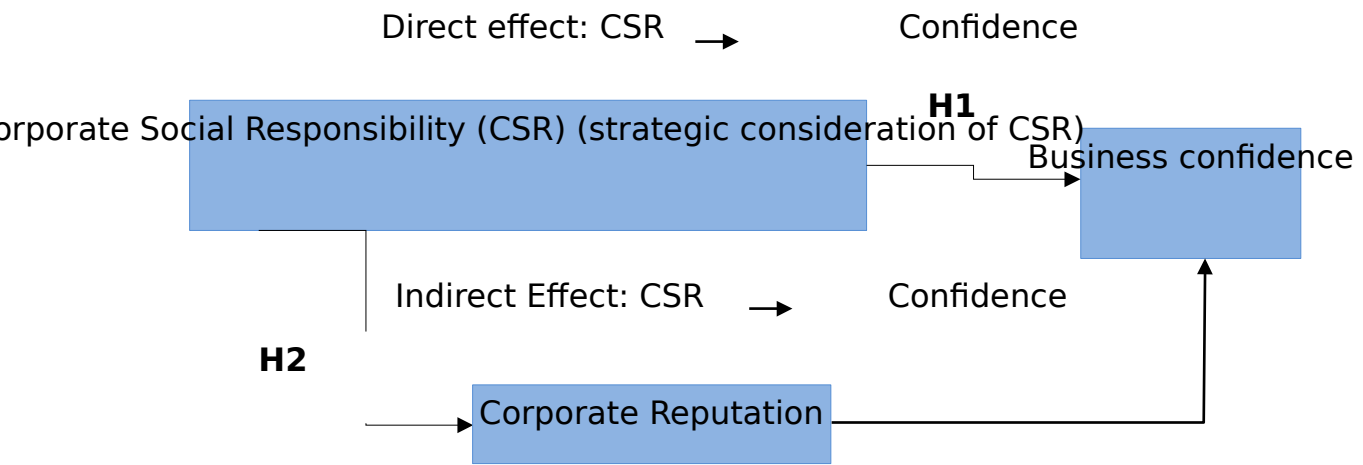 Direct effect: CSR → Confidence
H1
orporate Social Responsibility (CSR) (strategic consideration of CSR)
Business confidence
Indirect Effect: CSR → Confidence
H2
Corporate Reputation